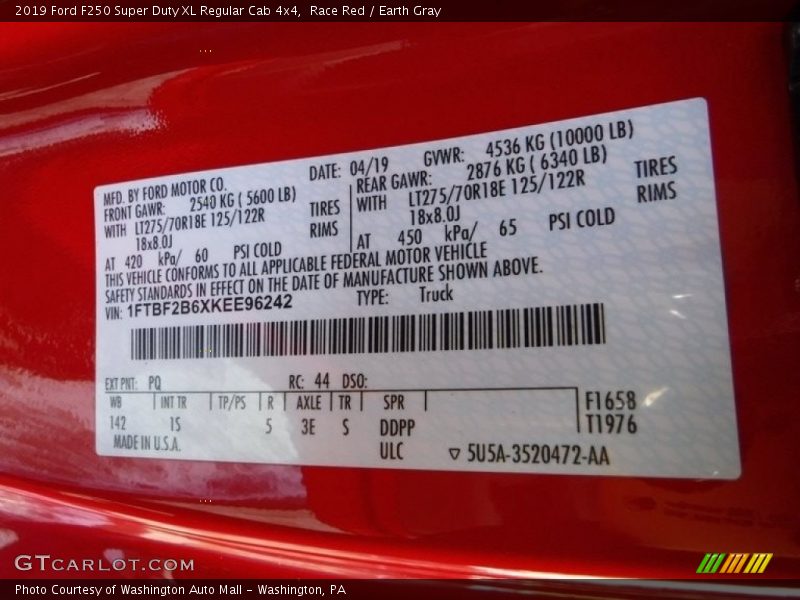 2019 Ford F250 Super Duty XL Regular Cab 4x4,  Race Red / Earth Gray
MFD. BY FORD MOTOR CO.
DATE: 04/19
GVWR: 4536 KG (10000 LB)
FRONT GAWR: 2540 KG ( 5600 LB)
REAR GAWR: 2876 KG ( 6340 LB)
WITH LT275/70R18E 125/122R TIRES
WITH LT275/70R18E 125/122R TIRES
18x8.0J RIMS
18x8.0J RIMS
AT 420 kPa/ 60 PSI COLD
AT 450 kPa/ 65 PSI COLD
THIS VEHICLE CONFORMS TO ALL APPLICABLE FEDERAL MOTOR VEHICLE
SAFETY STANDARDS IN EFFECT ON THE DATE OF MANUFACTURE SHOWN ABOVE.
VIN: 1FTBF2B6XKEE96242
TYPE: Truck
EXT PNT: PQ RC: 44 DSO:
WB INT TR TP/PS R AXLE TR SPR
F1658
142 1S 5 3E S DDPP
T1976
MADE IN U.S.A.
ULC
▽ 5U5A-3520472-AA
GTCARLOT.COM
Photo Courtesy of Washington Auto Mall - Washington, PA